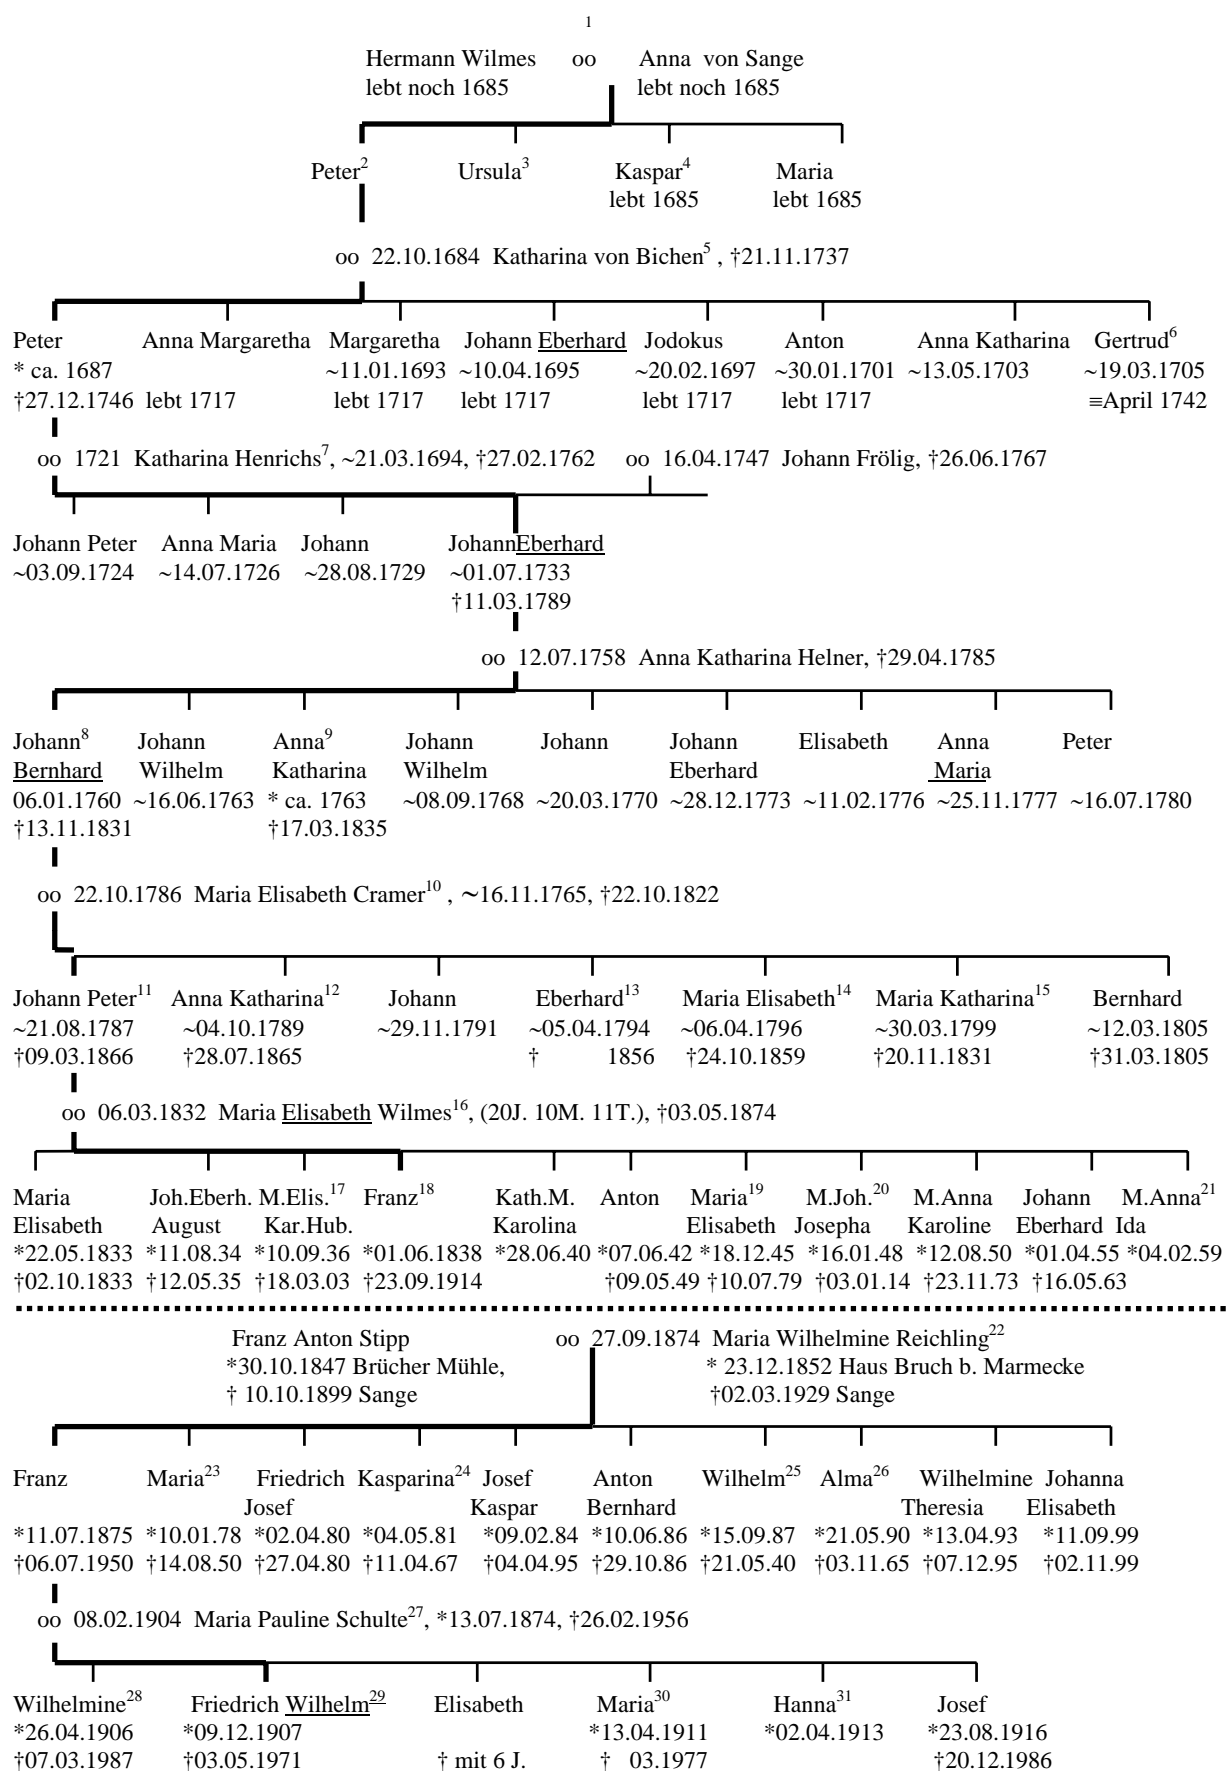 1
Hermann Wilmes oo Anna von Sange
lebt noch 1685 lebt noch 1685
Peter2 Ursula3 Kaspar4 Maria
lebt 1685 lebt 1685
oo 22.10.1684 Katharina von Bichen5 , †21.11.1737
Peter Anna Margaretha Margaretha Johann Eberhard Jodokus Anton Anna Katharina Gertrud6
* ca. 1687 ~11.01.1693 ~10.04.1695 ~20.02.1697 ~30.01.1701 ~13.05.1703 ~19.03.1705
†27.12.1746 lebt 1717 lebt 1717 lebt 1717 lebt 1717 lebt 1717 ≡April 1742
oo 1721 Katharina Henrichs7, ~21.03.1694, †27.02.1762 oo 16.04.1747 Johann Frölig, †26.06.1767
Johann Peter Anna Maria Johann JohannEberhard
~03.09.1724 ~14.07.1726 ~28.08.1729 ~01.07.1733
†11.03.1789
oo 12.07.1758 Anna Katharina Helner, †29.04.1785
Johann8 Johann Anna9 Johann Johann Johann Elisabeth Anna Peter
Bernhard Wilhelm Katharina Wilhelm Eberhard Maria
06.01.1760 ~16.06.1763 * ca. 1763 ~08.09.1768 ~20.03.1770 ~28.12.1773 ~11.02.1776 ~25.11.1777 ~16.07.1780
†13.11.1831 †17.03.1835
oo 22.10.1786 Maria Elisabeth Cramer10 , ~16.11.1765, †22.10.1822
Johann Peter11 Anna Katharina12 Johann Eberhard13 Maria Elisabeth14 Maria Katharina15 Bernhard
~21.08.1787 ~04.10.1789 ~29.11.1791 ~05.04.1794 ~06.04.1796 ~30.03.1799 ~12.03.1805
†09.03.1866 †28.07.1865 † 1856 †24.10.1859 †20.11.1831 †31.03.1805
oo 06.03.1832 Maria Elisabeth Wilmes16, (20J. 10M. 11T.), †03.05.1874
Maria Joh.Eberh. M.Elis.17 Franz18 Kath.M. Anton Maria19 M.Joh.20 M.Anna Johann M.Anna21
Elisabeth August Kar.Hub. Karolina Elisabeth Josepha Karoline Eberhard Ida
*22.05.1833 *11.08.34 *10.09.36 *01.06.1838 *28.06.40 *07.06.42 *18.12.45 *16.01.48 *12.08.50 *01.04.55 *04.02.59
†02.10.1833 †12.05.35 †18.03.03 †23.09.1914 †09.05.49 †10.07.79 †03.01.14 †23.11.73 †16.05.63
Franz Anton Stipp oo 27.09.1874 Maria Wilhelmine Reichling22
*30.10.1847 Brücher Mühle, * 23.12.1852 Haus Bruch b. Marmecke
† 10.10.1899 Sange †02.03.1929 Sange
Franz Maria23 Friedrich Kasparina24 Josef Anton Wilhelm25 Alma26 Wilhelmine Johanna
Josef Kaspar Bernhard Theresia Elisabeth
*11.07.1875 *10.01.78 *02.04.80 *04.05.81 *09.02.84 *10.06.86 *15.09.87 *21.05.90 *13.04.93 *11.09.99
†06.07.1950 †14.08.50 †27.04.80 †11.04.67 †04.04.95 †29.10.86 †21.05.40 †03.11.65 †07.12.95 †02.11.99
oo 08.02.1904 Maria Pauline Schulte27, *13.07.1874, †26.02.1956
Wilhelmine28 Friedrich Wilhelm29 Elisabeth Maria30 Hanna31 Josef
*26.04.1906 *09.12.1907 *13.04.1911 *02.04.1913 *23.08.1916
†07.03.1987 †03.05.1971 † mit 6 J. † 03.1977 †20.12.1986